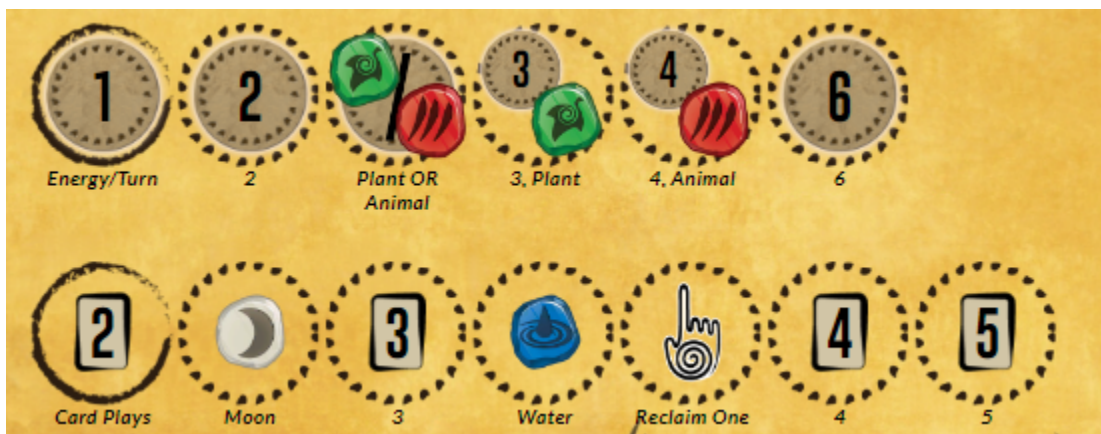 1 2 3 4 6
Energy/Turn 2 Plant OR 3, Plant 4, Animal 6
Animal
2 3 4 5
Card Plays Moon 3 Water Reclaim One 4 5